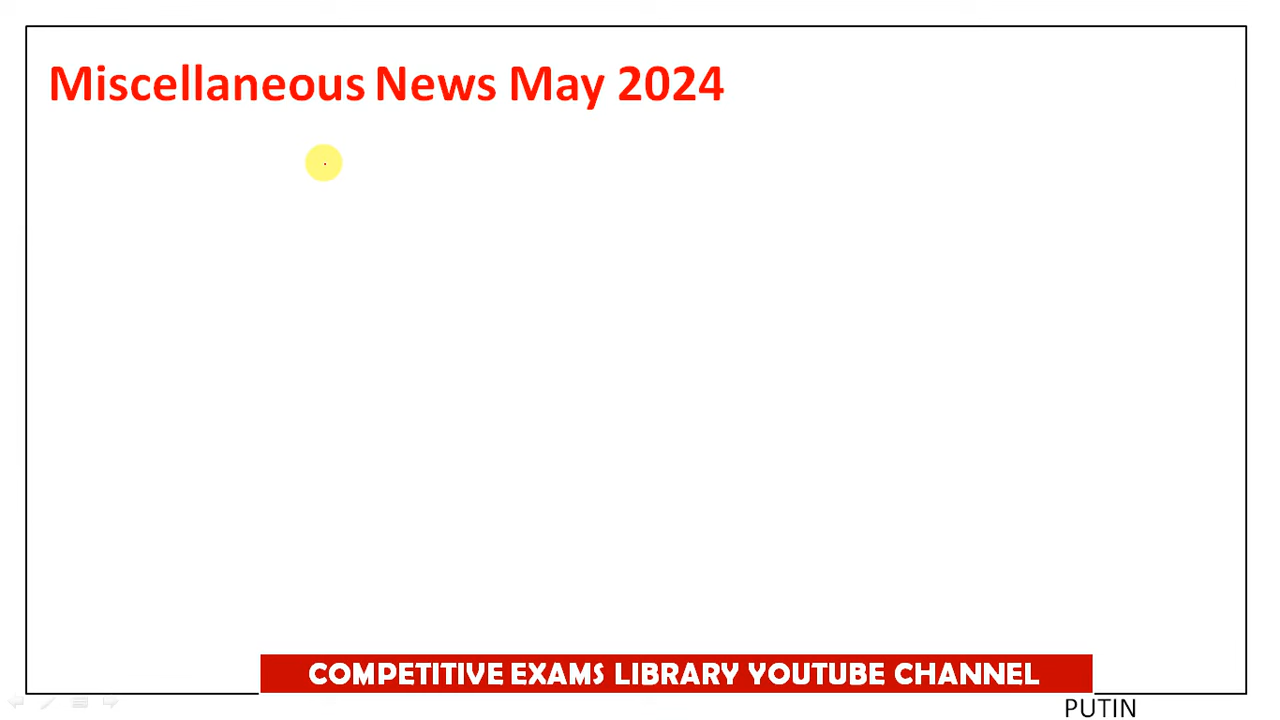 Miscellaneous News May 2024
COMPETITIVE EXAMS LIBRARY YOUTUBE CHANNEL
PUTIN